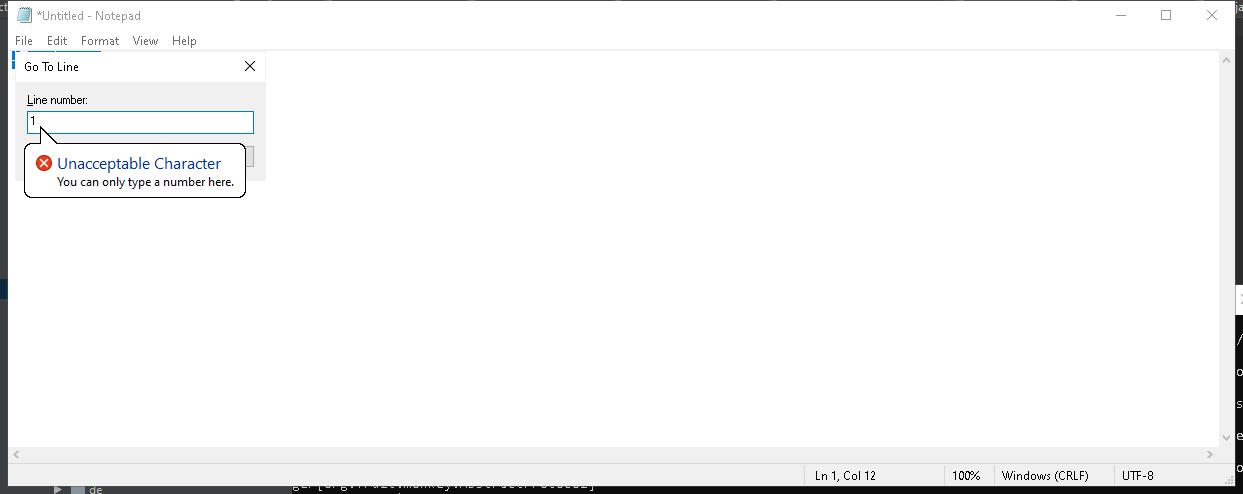 *Untitled - Notepad
File Edit Format View Help
Go To Line
Line number:
1
Unacceptable Character
You can only type a number here.
Ln 1, Col 12 100% Windows (CRLF) UTF-8
de